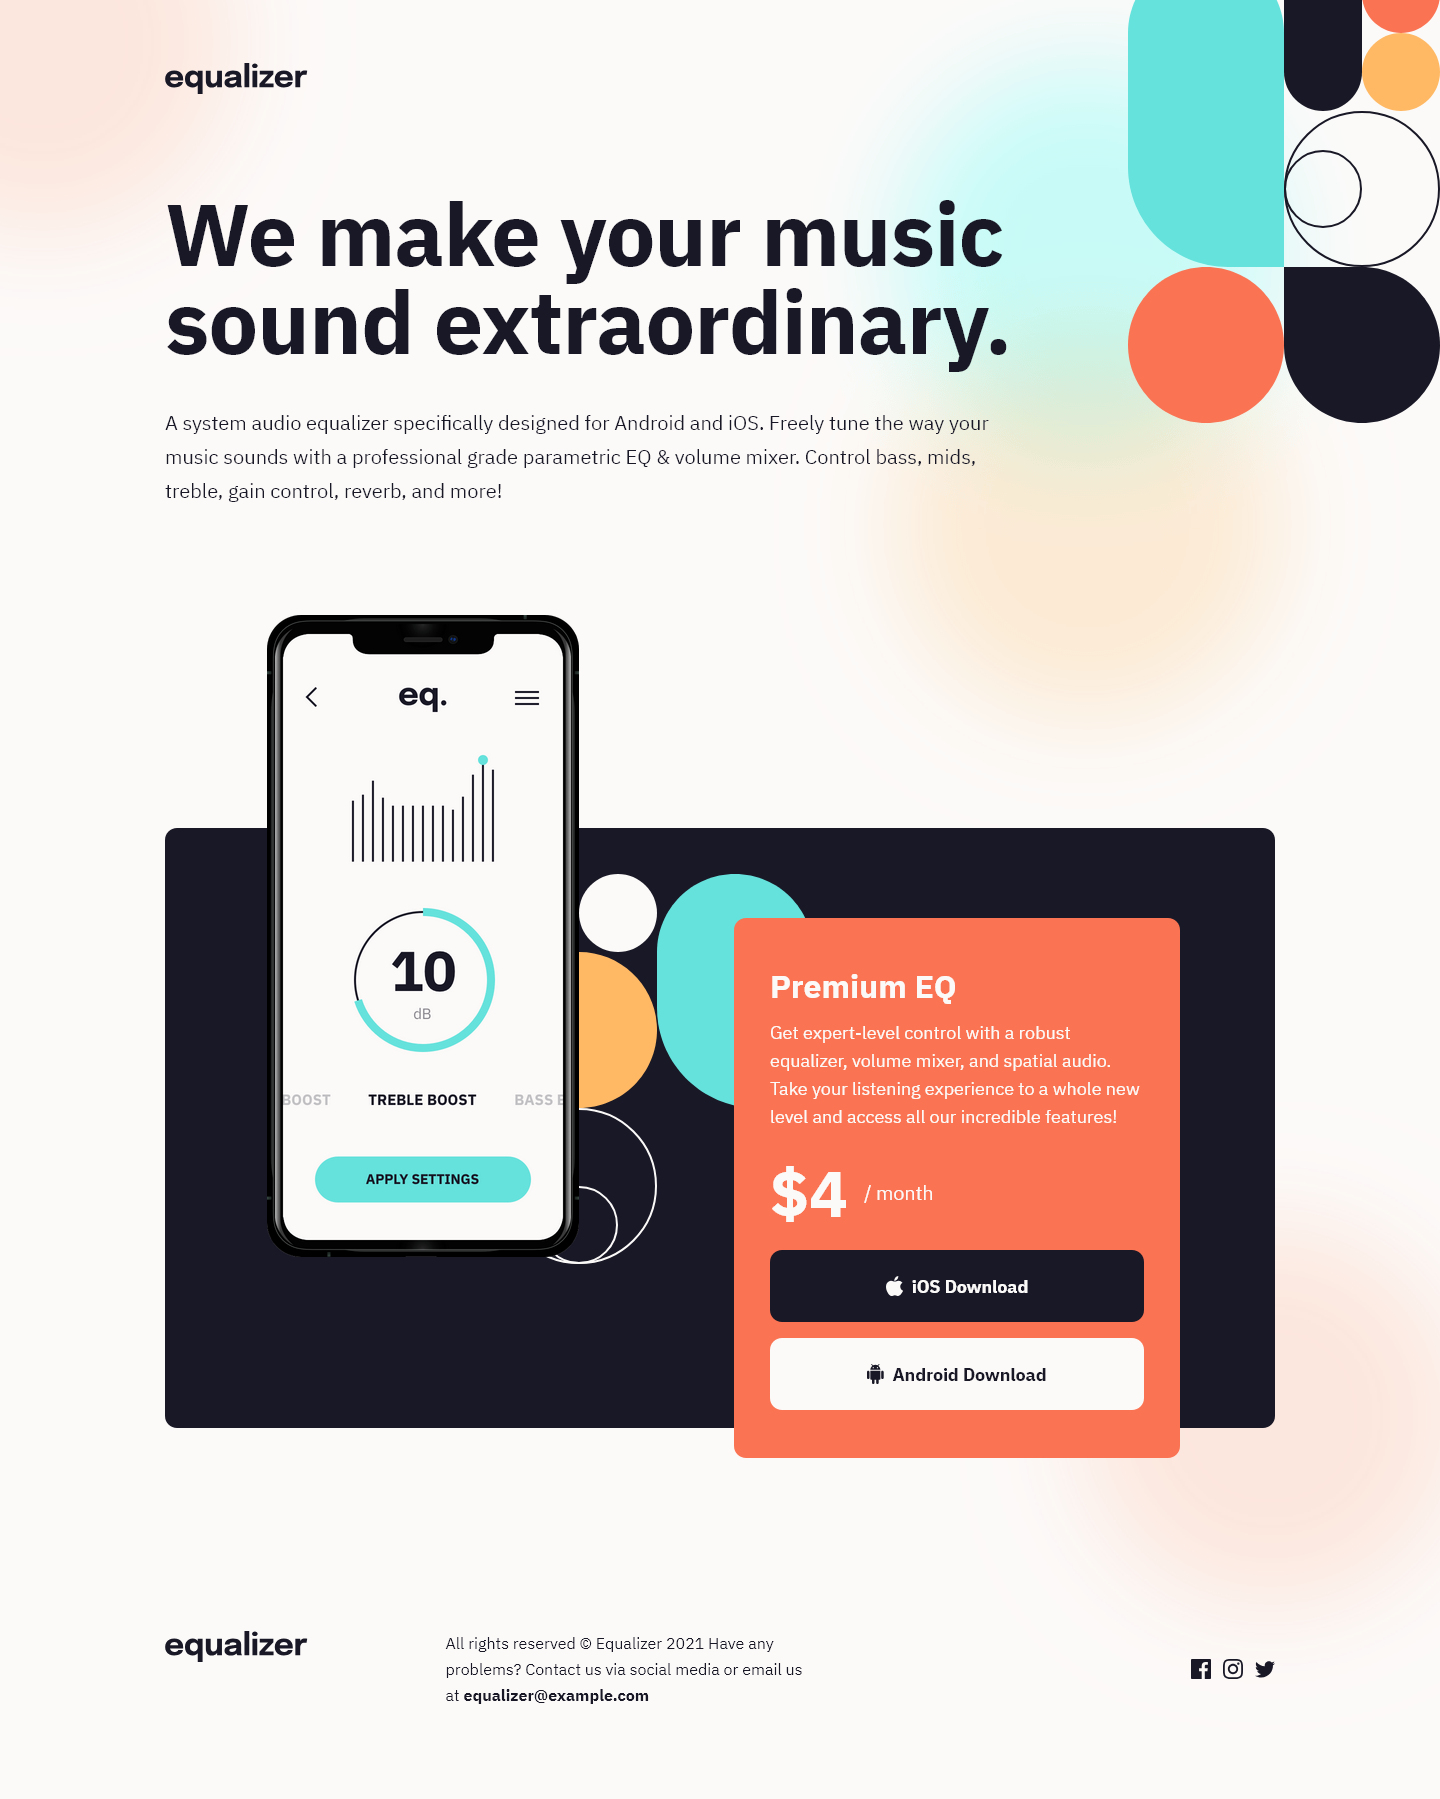 equalizer
We make your music
sound extraordinary.
A system audio equalizer specifically designed for Android and iOS. Freely tune the way your
music sounds with a professional grade parametric EQ & volume mixer. Control bass, mids,
treble, gain control, reverb, and more!
eq.
10
dB
BOOST TREBLE BOOST BASS B
APPLY SETTINGS
Premium EQ
Get expert-level control with a robust
equalizer, volume mixer, and spatial audio.
Take your listening experience to a whole new
level and access all our incredible features!
$4 / month
iOS Download
Android Download
equalizer
All rights reserved © Equalizer 2021 Have any
problems? Contact us via social media or email us
at equalizer@example.com